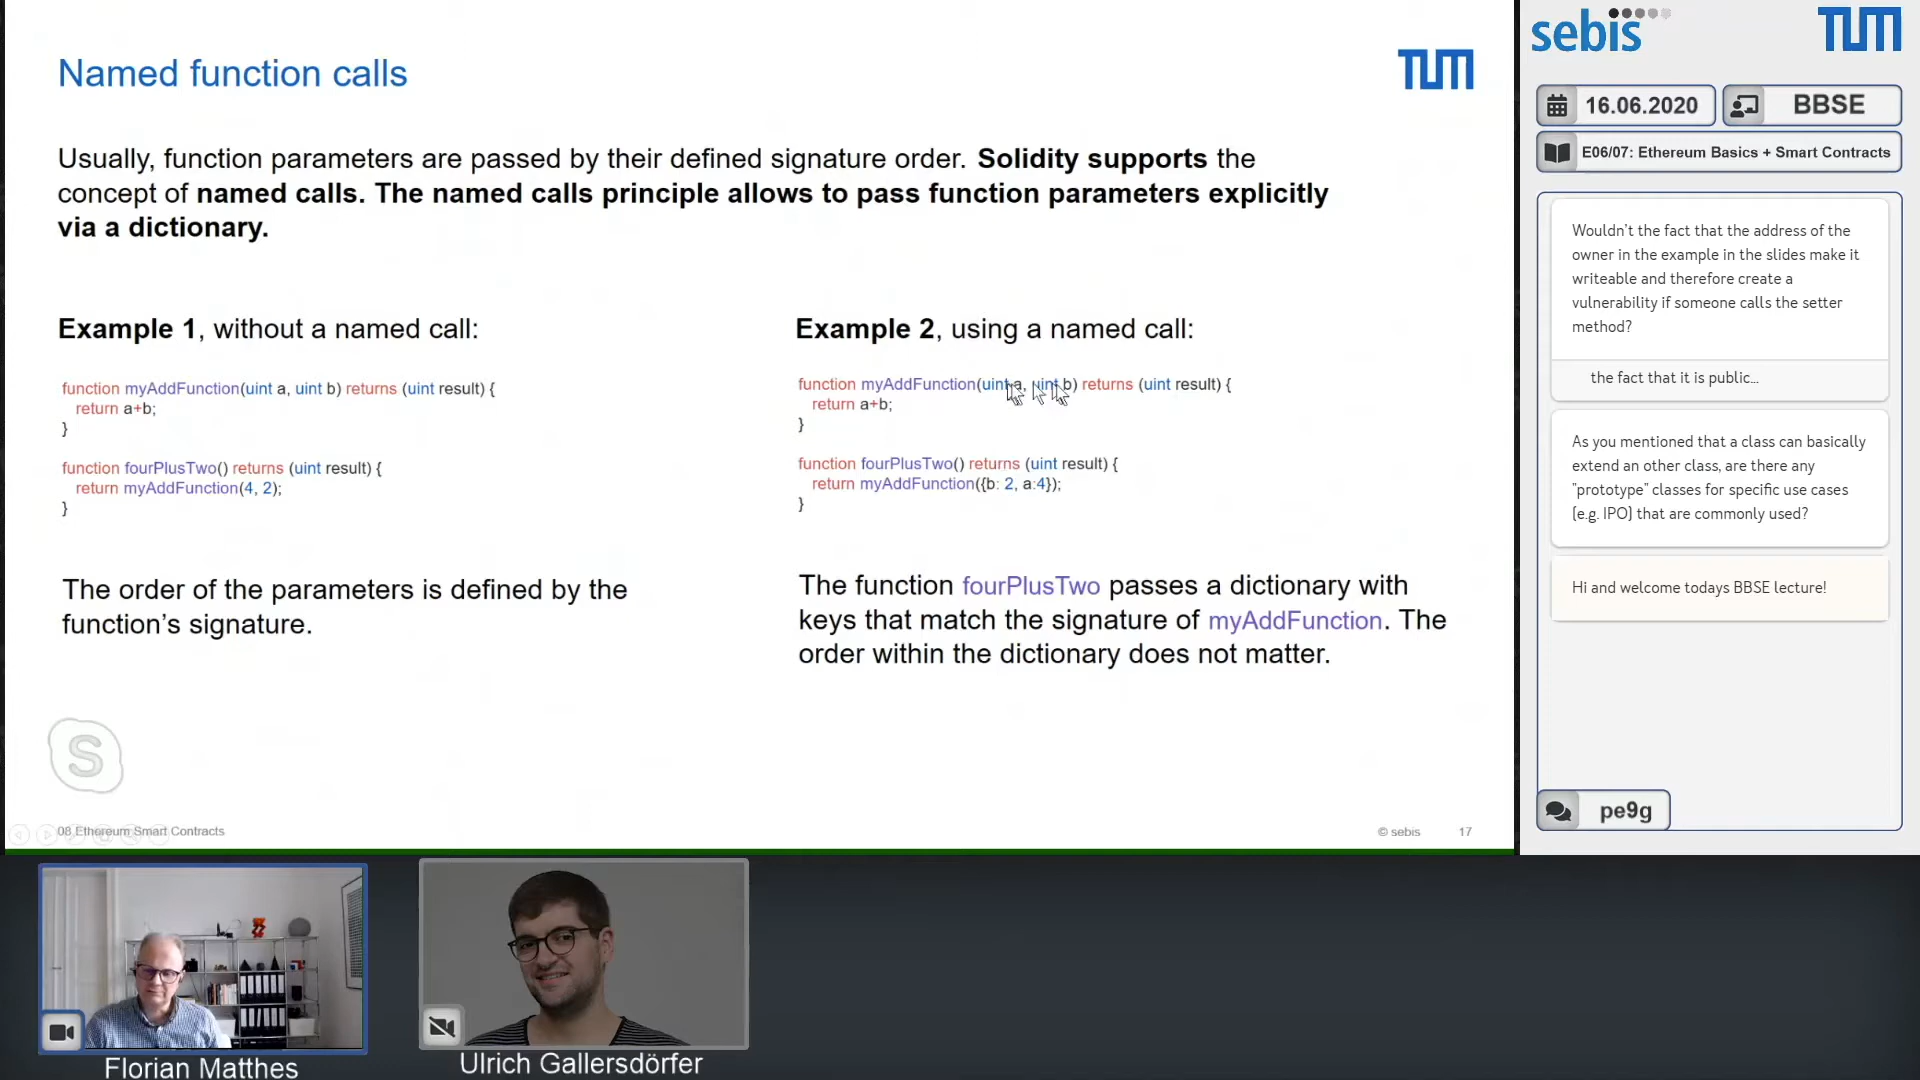 Named function calls
TUM
Usually, function parameters are passed by their defined signature order. Solidity supports the
concept of named calls. The named calls principle allows to pass function parameters explicitly
via a dictionary.
Example 1, without a named call:
function myAddFunction(uint a, uint b) returns (uint result) {
return a+b;
}
function fourPlusTwo() returns (uint result) {
return myAddFunction(4, 2);
}
The order of the parameters is defined by the
function's signature.
Example 2, using a named call:
function myAddFunction(uint a, uint b) returns (uint result) {
return a+b;
}
function fourPlusTwo() returns (uint result) {
return myAddFunction({b: 2, a:4});
}
The function fourPlusTwo passes a dictionary with
keys that match the signature of myAddFunction. The
order within the dictionary does not matter.
S
08 Ethereum Smart Contracts
© sebis
17
sebis
TUM
16.06.2020
BBSE
E06/07: Ethereum Basics + Smart Contracts
Wouldn't the fact that the address of the
owner in the example in the slides make it
writeable and therefore create a
vulnerability if someone calls the setter
method?
the fact that it is public...
As you mentioned that a class can basically
extend an other class, are there any
"prototype" classes for specific use cases
(e.g. IPO) that are commonly used?
Hi and welcome todays BBSE lecture!
pe9g
Florian Matthes
Ulrich Gallersdörfer